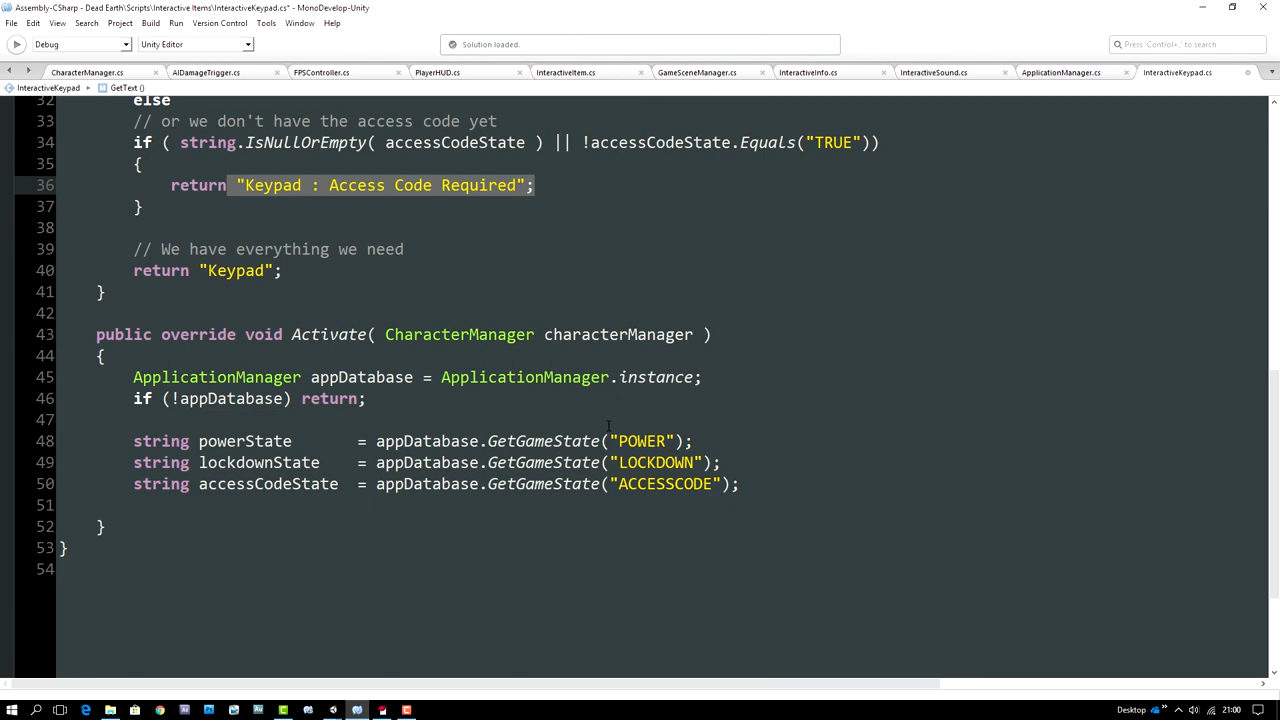 Assembly-CSharp - Dead Earth\Scripts\Interactive Items\InteractiveKeypad.cs* - MonoDevelop-Unity
File Edit View Search Project Build Run Version Control Tools Window Help
Debug Unity Editor Solution loaded. Press 'Control+,' to search
CharacterManager.cs AIDamageTrigger.cs FPSController.cs PlayerHUD.cs InteractiveItem.cs GameSceneManager.cs InteractiveInfo.cs InteractiveSound.cs ApplicationManager.cs InteractiveKeypad.cs
InteractiveKeypad GetText ()
32 else
33 // or we don't have the access code yet
34 if ( string.IsNullOrEmpty( accessCodeState ) || !accessCodeState.Equals("TRUE"))
35 {
36 return "Keypad : Access Code Required";
37 }
38
39 // We have everything we need
40 return "Keypad";
41 }
42
43 public override void Activate( CharacterManager characterManager )
44 {
45 ApplicationManager appDatabase = ApplicationManager.instance;
46 if (!appDatabase) return;
47
48 string powerState = appDatabase.GetGameState("POWER");
49 string lockdownState = appDatabase.GetGameState("LOCKDOWN");
50 string accessCodeState = appDatabase.GetGameState("ACCESSCODE");
51
52 }
53 }
54
Desktop 21:00